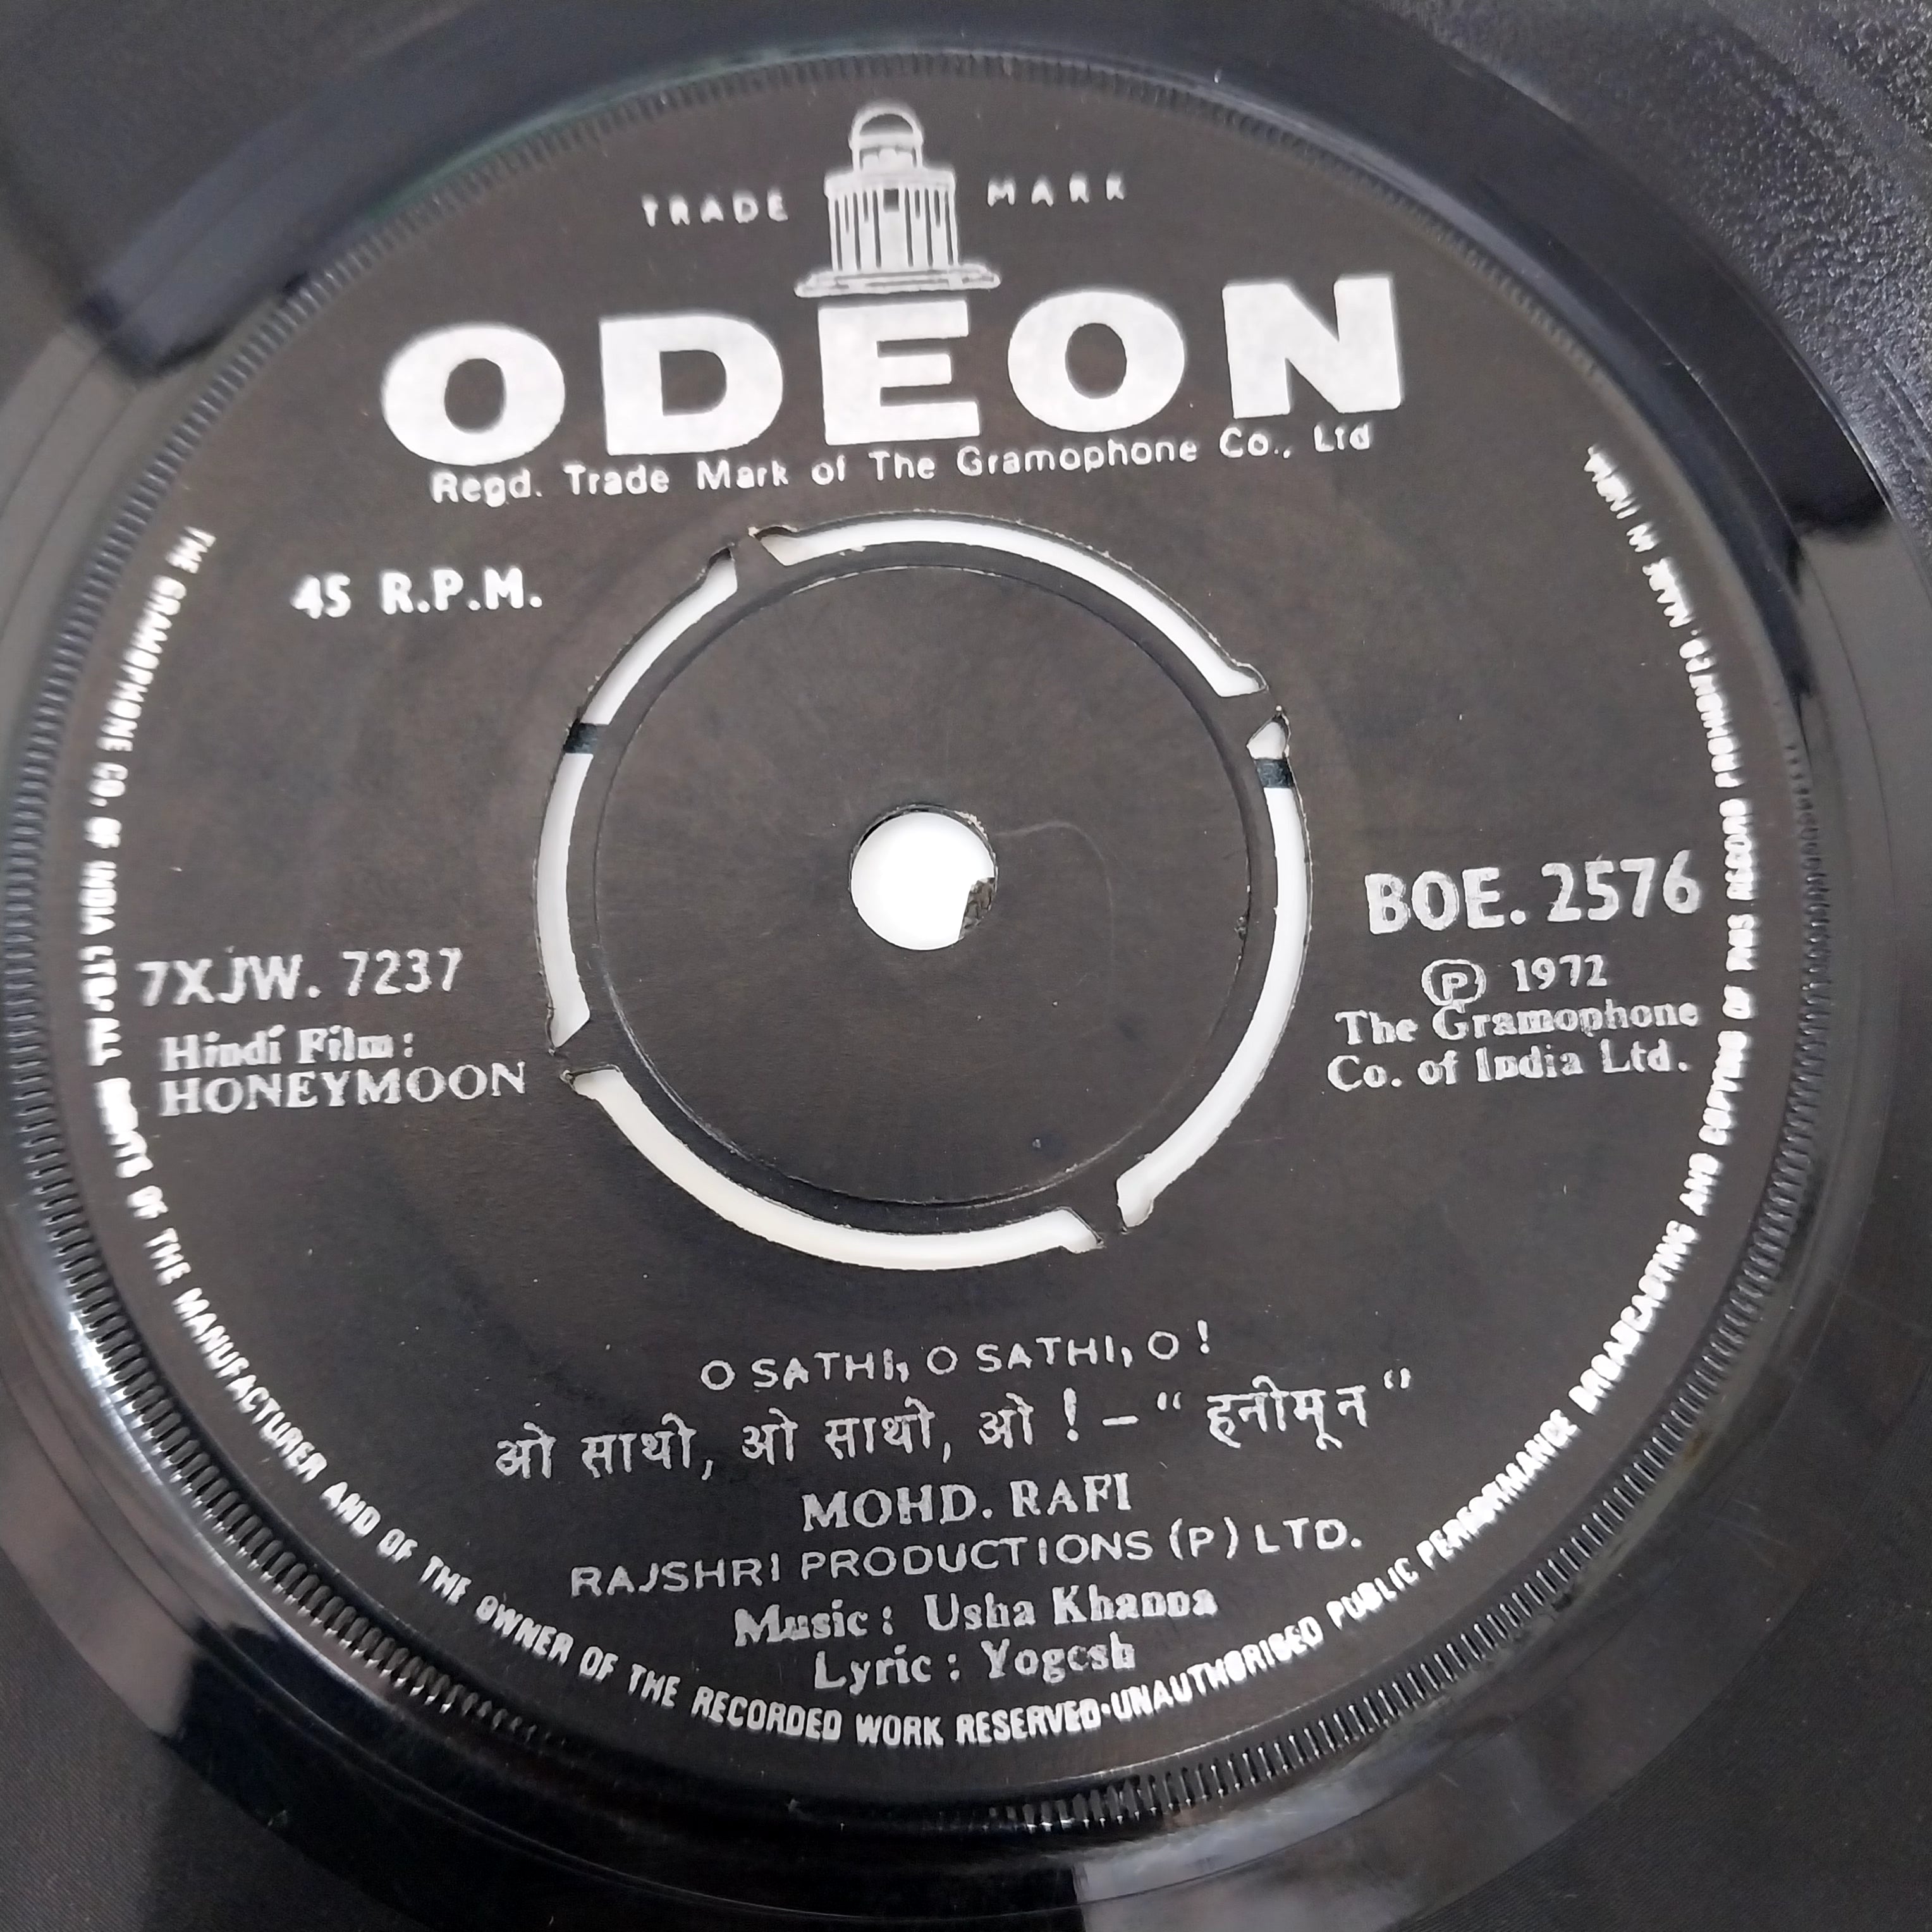 TRADE MARK
ODEON
Regd. Trade Mark of The Gramophone Co., Ltd
45 R.P.M.
BOE. 2576
7XJW. 7237
Ⓟ 1972
Hindi Film:
The Gramophone
HONEYMOON
Co. of India Ltd.
O SATHI, O SATHI, O!
ओ साथी, ओ साथी, ओ ! – “ हनीमून ”
MOHD. RAFI
RAJSHRI PRODUCTIONS (P) LTD.
Music: Usha Khanna
Lyric: Yogesh
THE GRAMOPHONE CO. OF INDIA LTD. ALL RIGHTS OF THE MANUFACTURER AND OF THE OWNER OF THE RECORDED WORK RESERVED·UNAUTHORISED PUBLIC PERFORMANCE BROADCASTING AND COPYING OF THIS RECORD PROHIBITED. MADE IN INDIA.